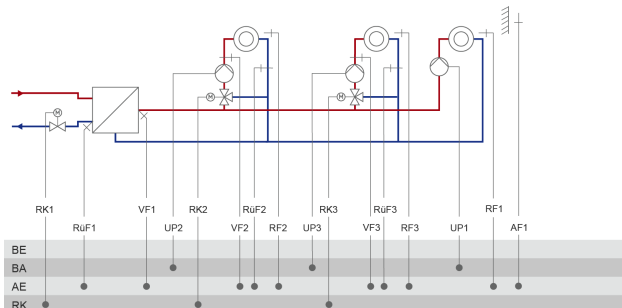 M
M
M
RK1
VF1
RK2
RüF2
RK3
RüF3
RF1
RüF1
UP2
VF2
RF2
UP3
VF3
RF3
UP1
AF1
BE
BA
AE
RK